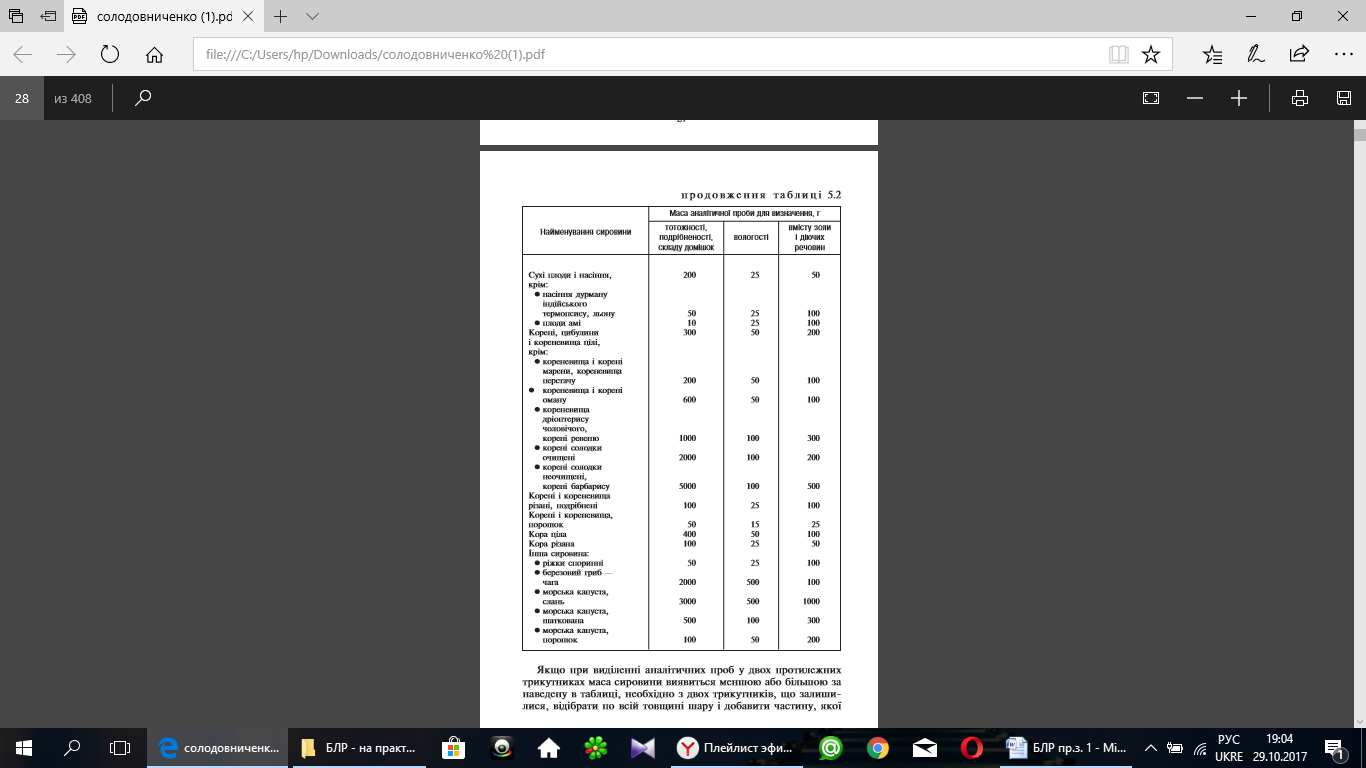 солодовниченко (1).pd
file:///C:/Users/hp/Downloads/солодовниченко%20(1).pdf
28 из 408
продовження таблиці 5.2
Найменування сировини
Маса аналітичної проби для визначення, г
тотожності, подрібненості, складу домішок
вологості
вмісту золи і діючих речовин
Сухі плоди і насіння, 200 25 50
крім:
● насіння дурману
індійського
термопсису, льону 50 25 100
● плоди амі 10 25 100
Корені, цибулини 300 50 200
і кореневища цілі,
крім:
● кореневища і корені
марени, кореневища
перстачу 200 50 100
● кореневища і корені
оману 600 50 100
● кореневища
дріоптерису
чоловічого,
корені ревеню 1000 100 300
● корені солодки
очищені 2000 100 200
● корені солодки
неочищені,
корені барбарису 5000 100 500
Корені і кореневища
різані, подрібнені 100 25 100
Корені і кореневища,
порошок 50 15 25
Кора ціла 400 50 100
Кора різана 100 25 50
Інша сировина:
● ріжки споринні 50 25 100
● березовий гриб —
чага 2000 500 100
● морська капуста,
слань 3000 500 1000
● морська капуста,
шаткована 500 100 300
● морська капуста,
порошок 100 50 200
Якщо при виділенні аналітичних проб у двох протилежних
трикутниках маса сировини виявиться меншою або більшою за
наведену в таблиці, необхідно з двох трикутників, що залиши-
лися, відібрати по всій товщині шару і добавити частину, якої
солодовниченк...
БЛР - на практ...
Плейлист эфи...
БЛР пр.з. 1 - Mi...
РУС
UKRE
19:04
29.10.2017
1